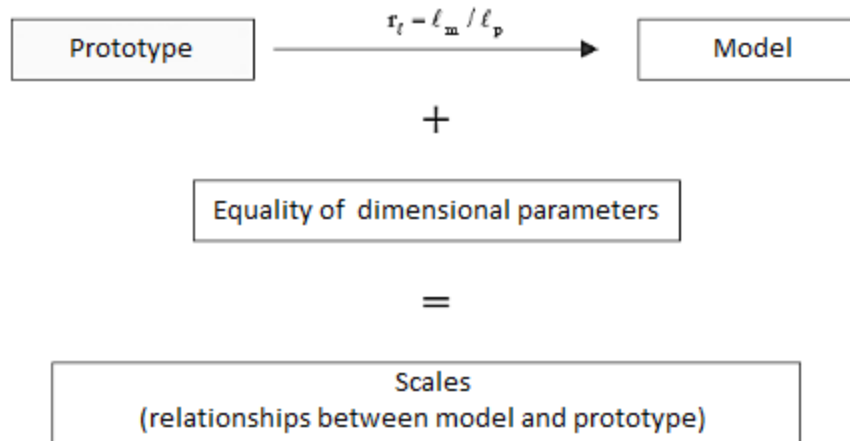 r_ℓ = ℓ_m / ℓ_p
Prototype
Model
+
Equality of dimensional parameters
=
Scales
(relationships between model and prototype)